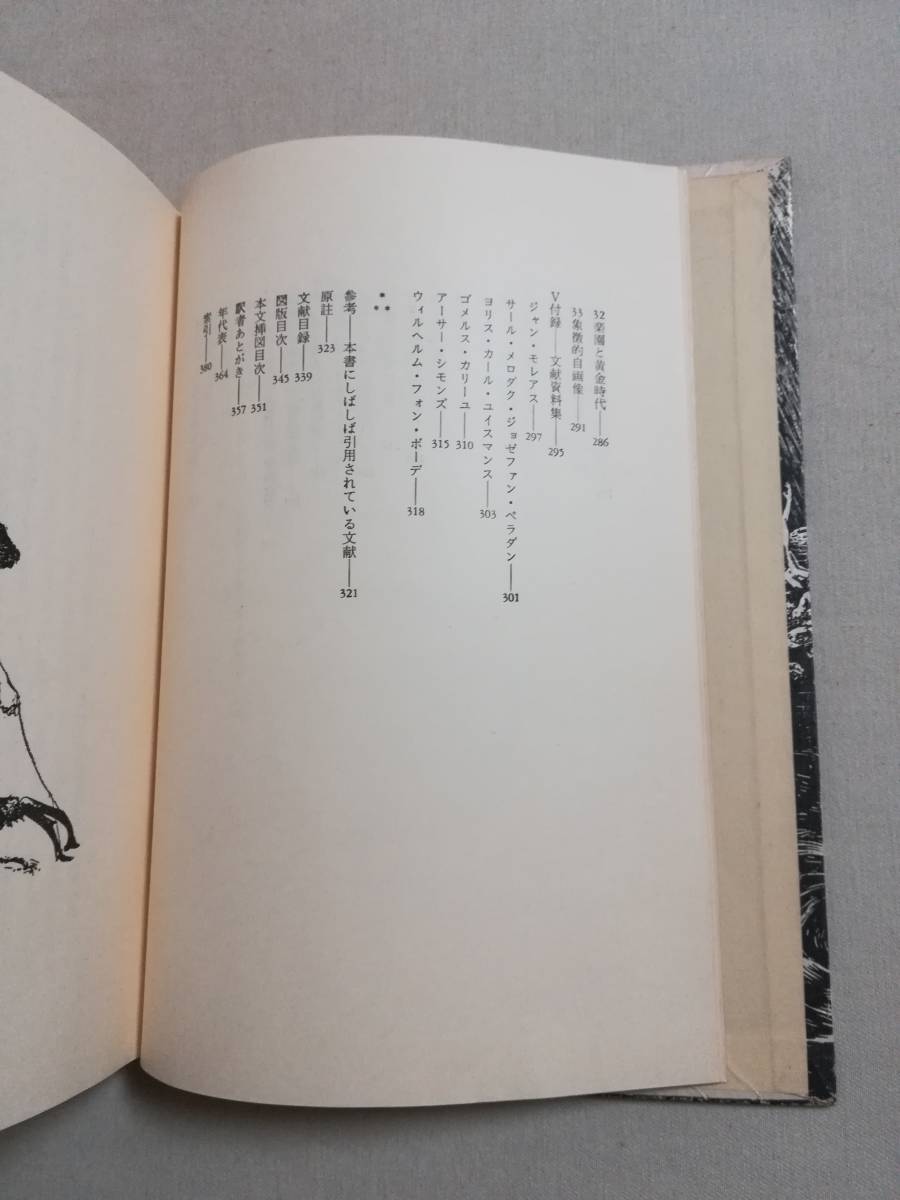 32 楽園と黄金時代——286
33 象徴的自画像——291
Ⅴ 付録——文献資料集——295
ジャン・モレアス——297
サール・メロダク・ジョゼファン・ペラダン——301
ヨリス・カール・ユイスマンス——303
ゴメルス・カリーユ——310
アーサー・シモンズ——315
ウィルヘルム・フォン・ボーデ——318
＊＊＊
参考——本書にしばしば引用されている文献——321
原註——323
文献目録——339
図版目次——345
本文挿図目次——351
訳者あとがき——357
年代表——364
索引——380